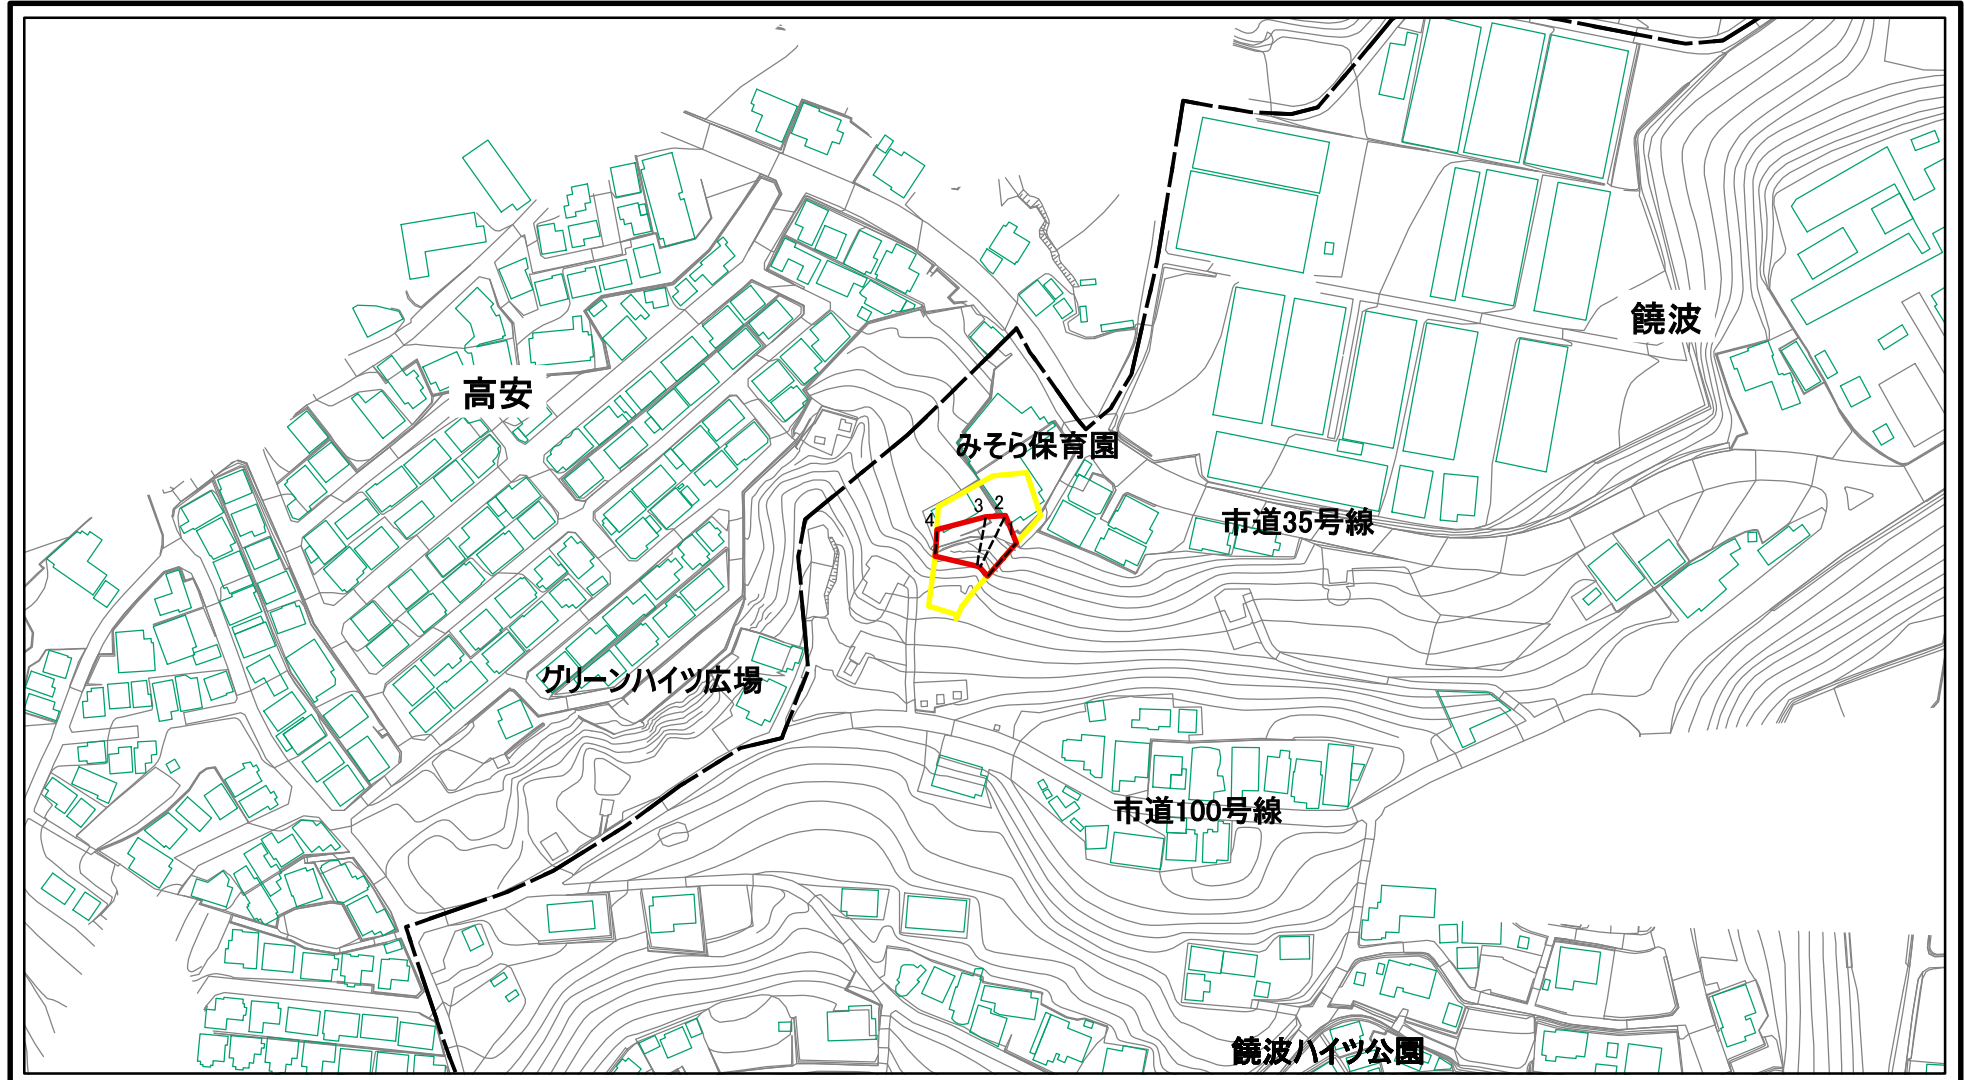 饒波
高安
みそら保育園
4
3
2
市道35号線
グリーンハイツ広場
市道100号線
饒波ハイツ公園